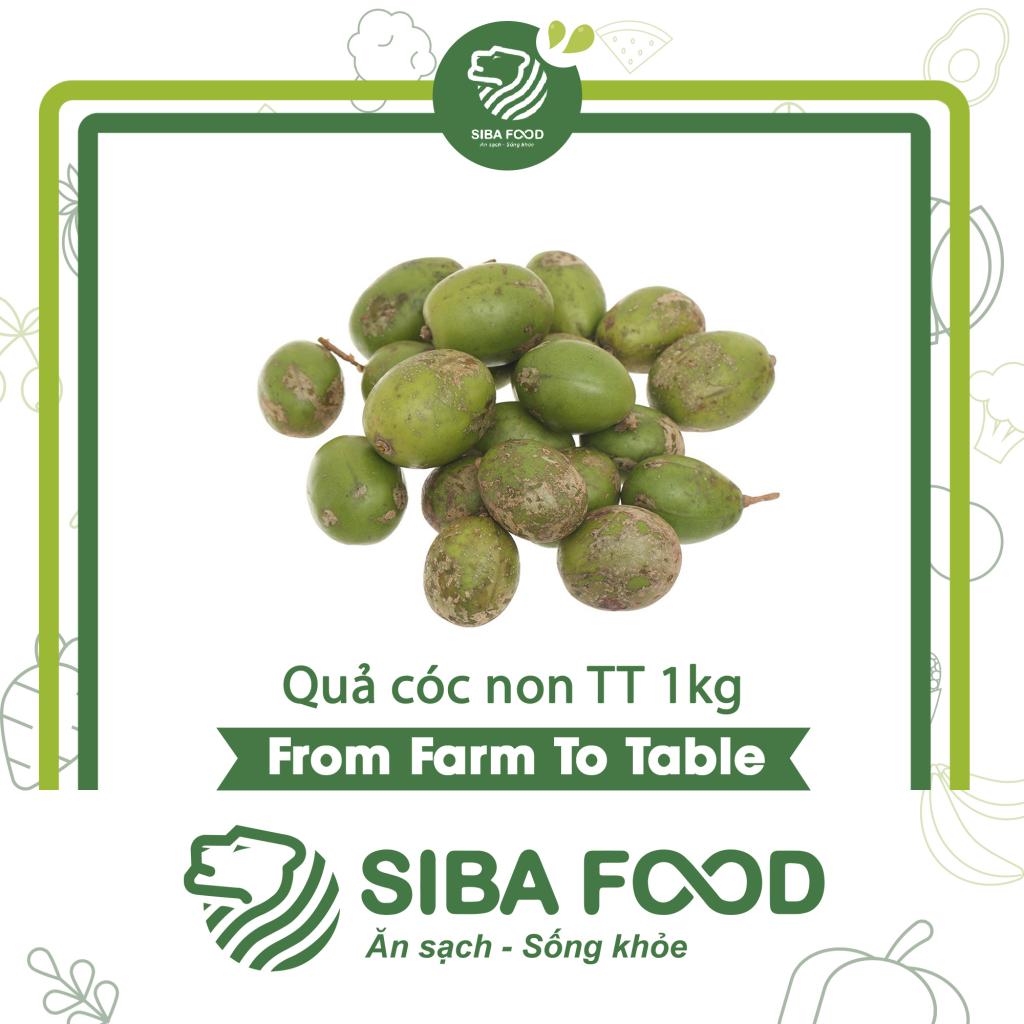 SIBA FOOD
Ăn sạch - Sống khỏe
Quả cóc non TT 1kg
From Farm To Table
SIBA FOOD
Ăn sạch - Sống khỏe